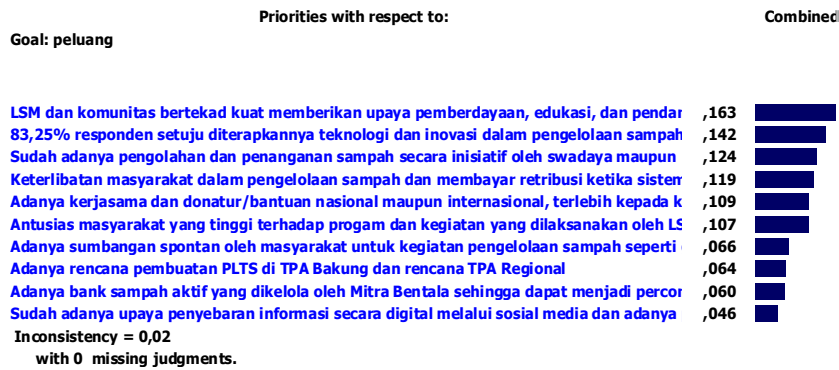 Priorities with respect to: Combined
Goal: peluang
LSM dan komunitas bertekad kuat memberikan upaya pemberdayaan, edukasi, dan pendar ,163
83,25% responden setuju diterapkannya teknologi dan inovasi dalam pengelolaan sampah ,142
Sudah adanya pengolahan dan penanganan sampah secara inisiatif oleh swadaya maupun ,124
Keterlibatan masyarakat dalam pengelolaan sampah dan membayar retribusi ketika sistem ,119
Adanya kerjasama dan donatur/bantuan nasional maupun internasional, terlebih kepada k ,109
Antusias masyarakat yang tinggi terhadap progam dan kegiatan yang dilaksanakan oleh LS ,107
Adanya sumbangan spontan oleh masyarakat untuk kegiatan pengelolaan sampah seperti ,066
Adanya rencana pembuatan PLTS di TPA Bakung dan rencana TPA Regional ,064
Adanya bank sampah aktif yang dikelola oleh Mitra Bentala sehingga dapat menjadi percor ,060
Sudah adanya upaya penyebaran informasi secara digital melalui sosial media dan adanya ,046
Inconsistency = 0,02
with 0 missing judgments.